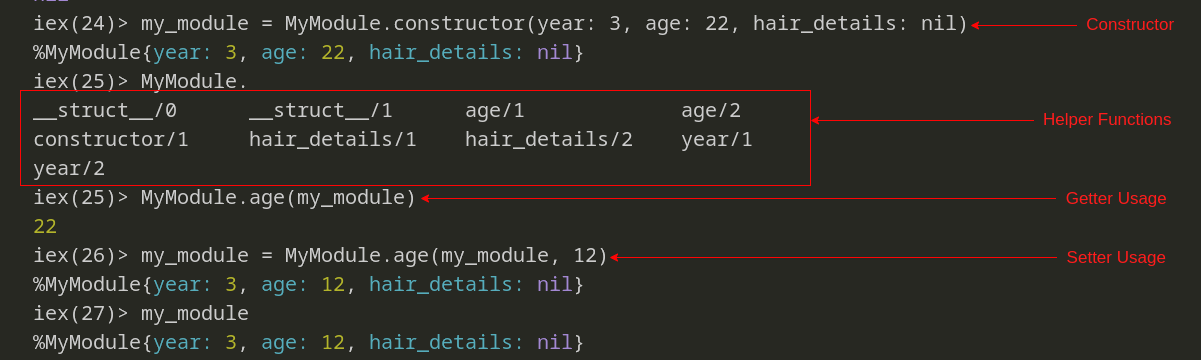 iex(24)> my_module = MyModule.constructor(year: 3, age: 22, hair_details: nil) Constructor
%MyModule{year: 3, age: 22, hair_details: nil}
iex(25)> MyModule.
__struct__/0 __struct__/1 age/1 age/2
constructor/1 hair_details/1 hair_details/2 year/1 Helper Functions
year/2
iex(25)> MyModule.age(my_module) Getter Usage
22
iex(26)> my_module = MyModule.age(my_module, 12) Setter Usage
%MyModule{year: 3, age: 12, hair_details: nil}
iex(27)> my_module
%MyModule{year: 3, age: 12, hair_details: nil}